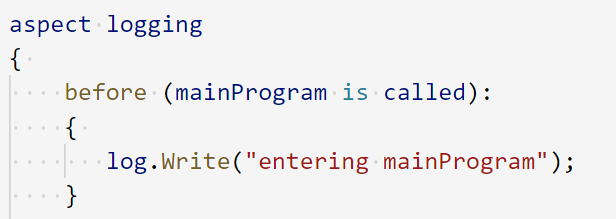 aspect logging
{
    before (mainProgram is called):
    {
       log.Write("entering mainProgram");
    }